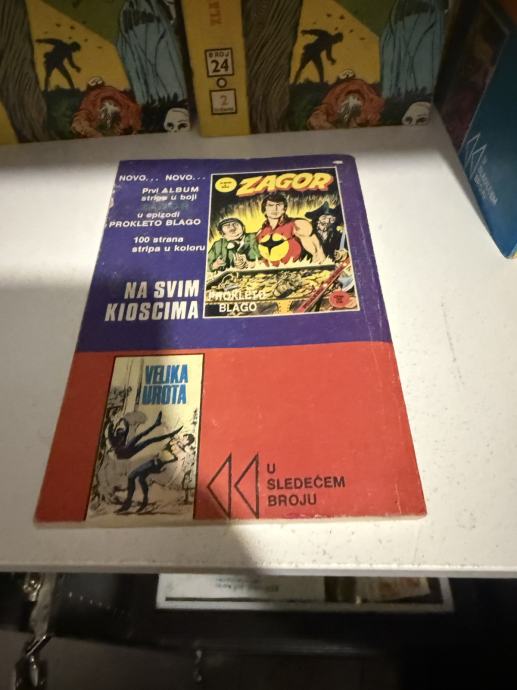 BROJ
24
2
NOVO... NOVO...
Prvi ALBUM
stripa u boji
ZAGOR
u epizodi
PROKLETO BLAGO
100 strana
stripa u koloru
NA SVIM
KIOSCIMA
ZAGOR
PROKLETO
BLAGO
VELIKA
UROTA
U
SLEDEĆEM
BROJU